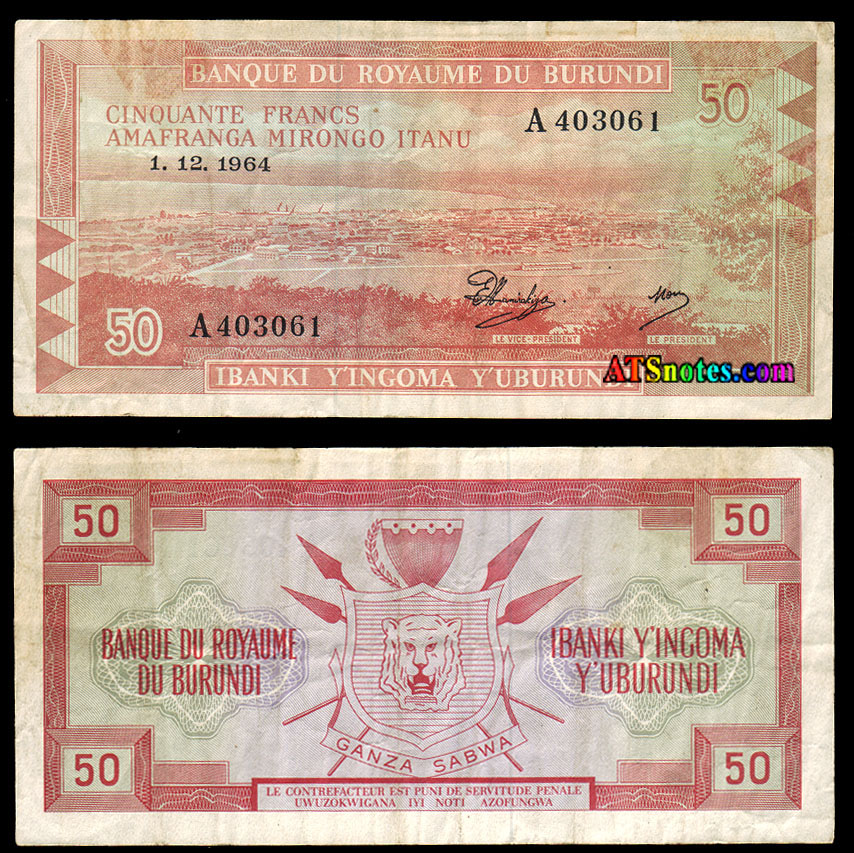 BANQUE DU ROYAUME DU BURUNDI
CINQUANTE FRANCS
AMAFRANGA MIRONGO ITANU
1. 12. 1964
A 403061
50
50
A 403061
LE VICE-PRESIDENT
LE PRESIDENT
IBANKI Y'INGOMA Y'UBURUNDI
ATSnotes.com
50
50
BANQUE DU ROYAUME
DU BURUNDI
IBANKI Y'INGOMA
Y'UBURUNDI
GANZA SABWA
50
50
LE CONTREFACTEUR EST PUNI DE SERVITUDE PENALE
UWUZOKWIGANA IYI NOTI AZOFUNGWA